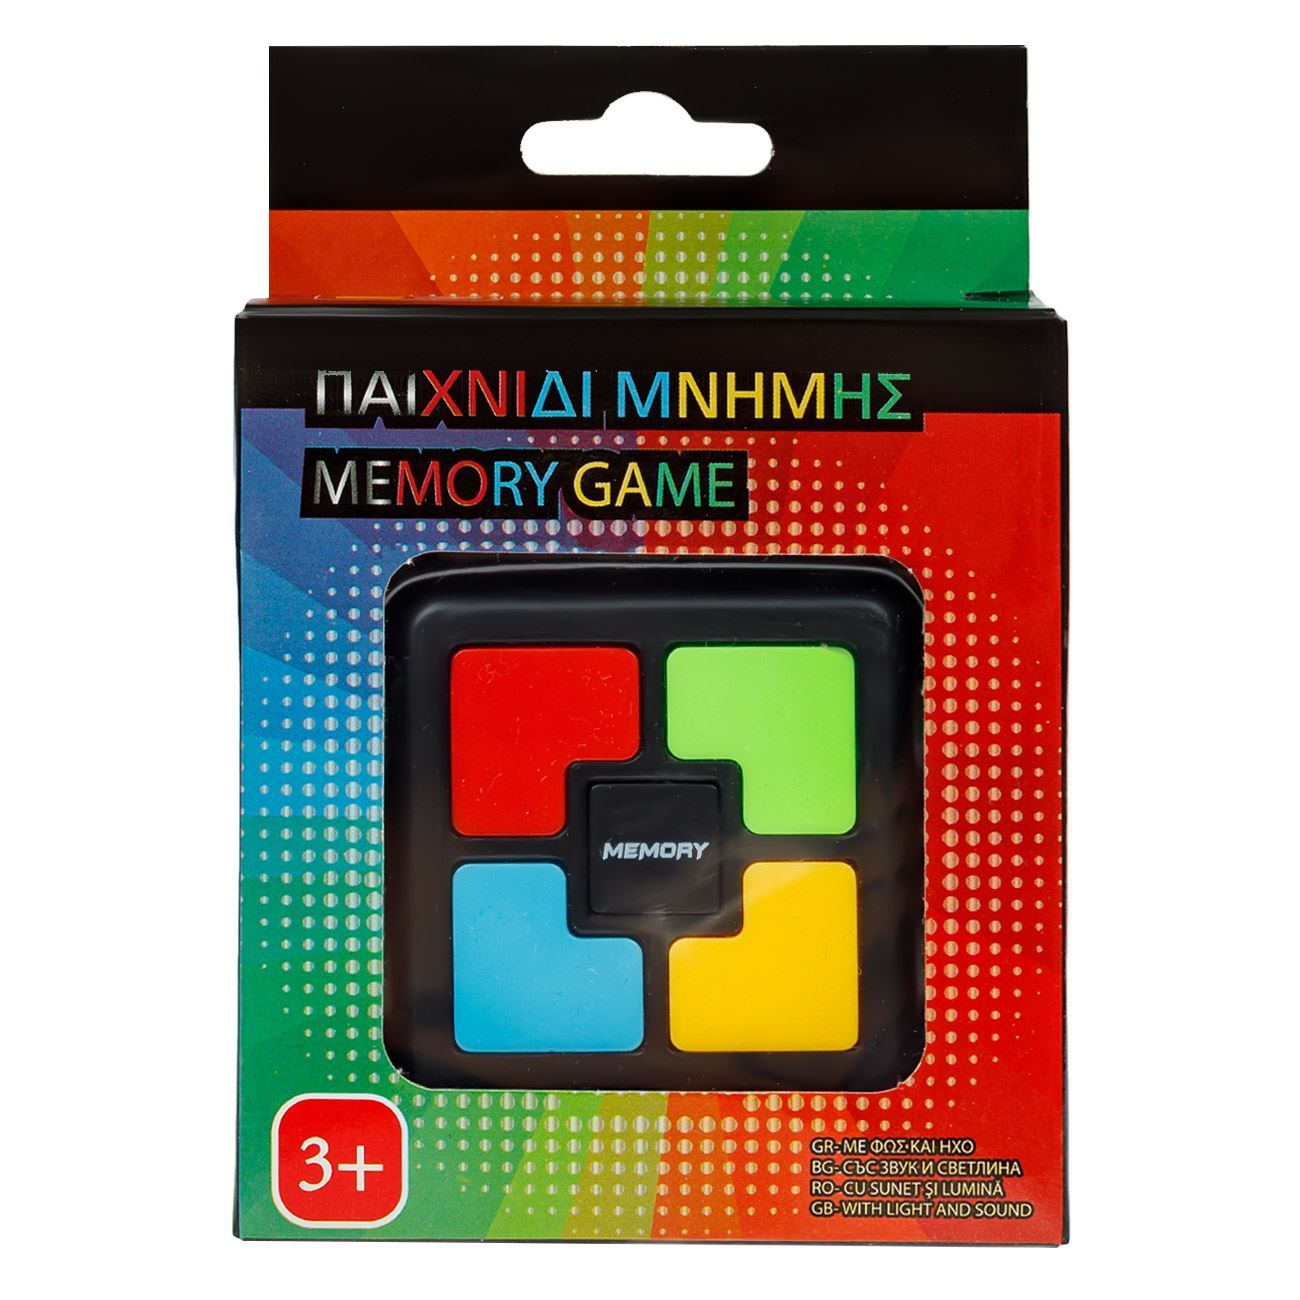 ΠΑΙΧΝΙΔΙ ΜΝΗΜΗΣ
MEMORY GAME
MEMORY
3+
GR- ΜΕ ΦΩΣ ΚΑΙ ΗΧΟ
BG- СЪС ЗВУК И СВЕТЛИНА
RO- CU SUNET ŞI LUMINĂ
GB- WITH LIGHT AND SOUND